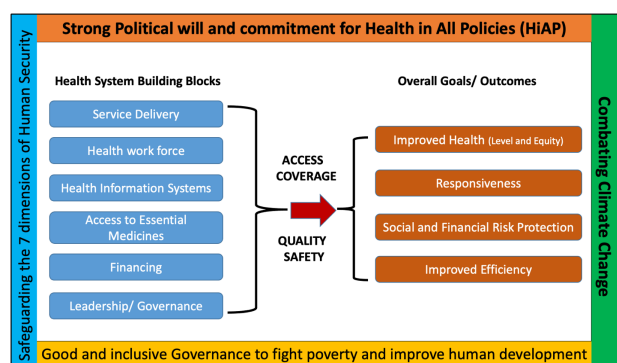 Strong Political will and commitment for Health in All Policies (HiAP)
Safeguarding the 7 dimensions of Human Security
Health System Building Blocks
Service Delivery
Health work force
Health Information Systems
Access to Essential
Medicines
Financing
Leadership/ Governance
ACCESS
COVERAGE
QUALITY
SAFETY
Overall Goals/ Outcomes
Improved Health (Level and Equity)
Responsiveness
Social and Financial Risk Protection
Improved Efficiency
Combating Climate Change
Good and inclusive Governance to fight poverty and improve human development